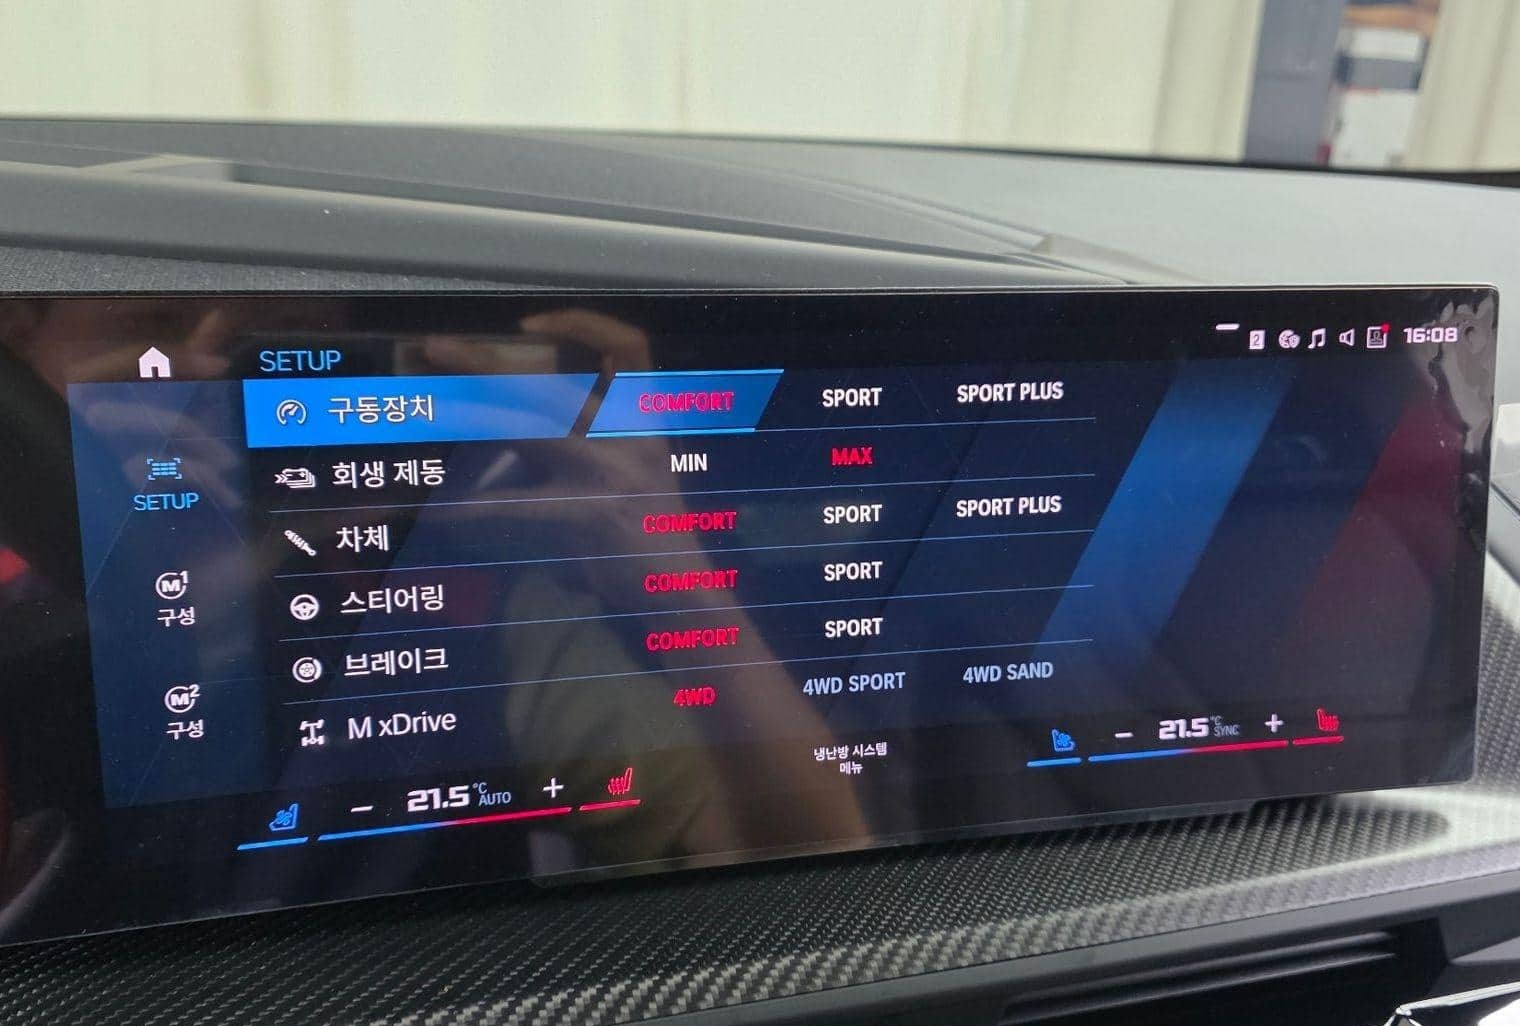 2 16:08
SETUP
구동장치 COMFORT SPORT SPORT PLUS
회생 제동 MIN MAX
차체 COMFORT SPORT SPORT PLUS
스티어링 COMFORT SPORT
브레이크 COMFORT SPORT
M xDrive 4WD 4WD SPORT 4WD SAND
SETUP
M1
구성
M2
구성
21.5 °C AUTO
냉난방 시스템
메뉴
21.5 °C SYNC